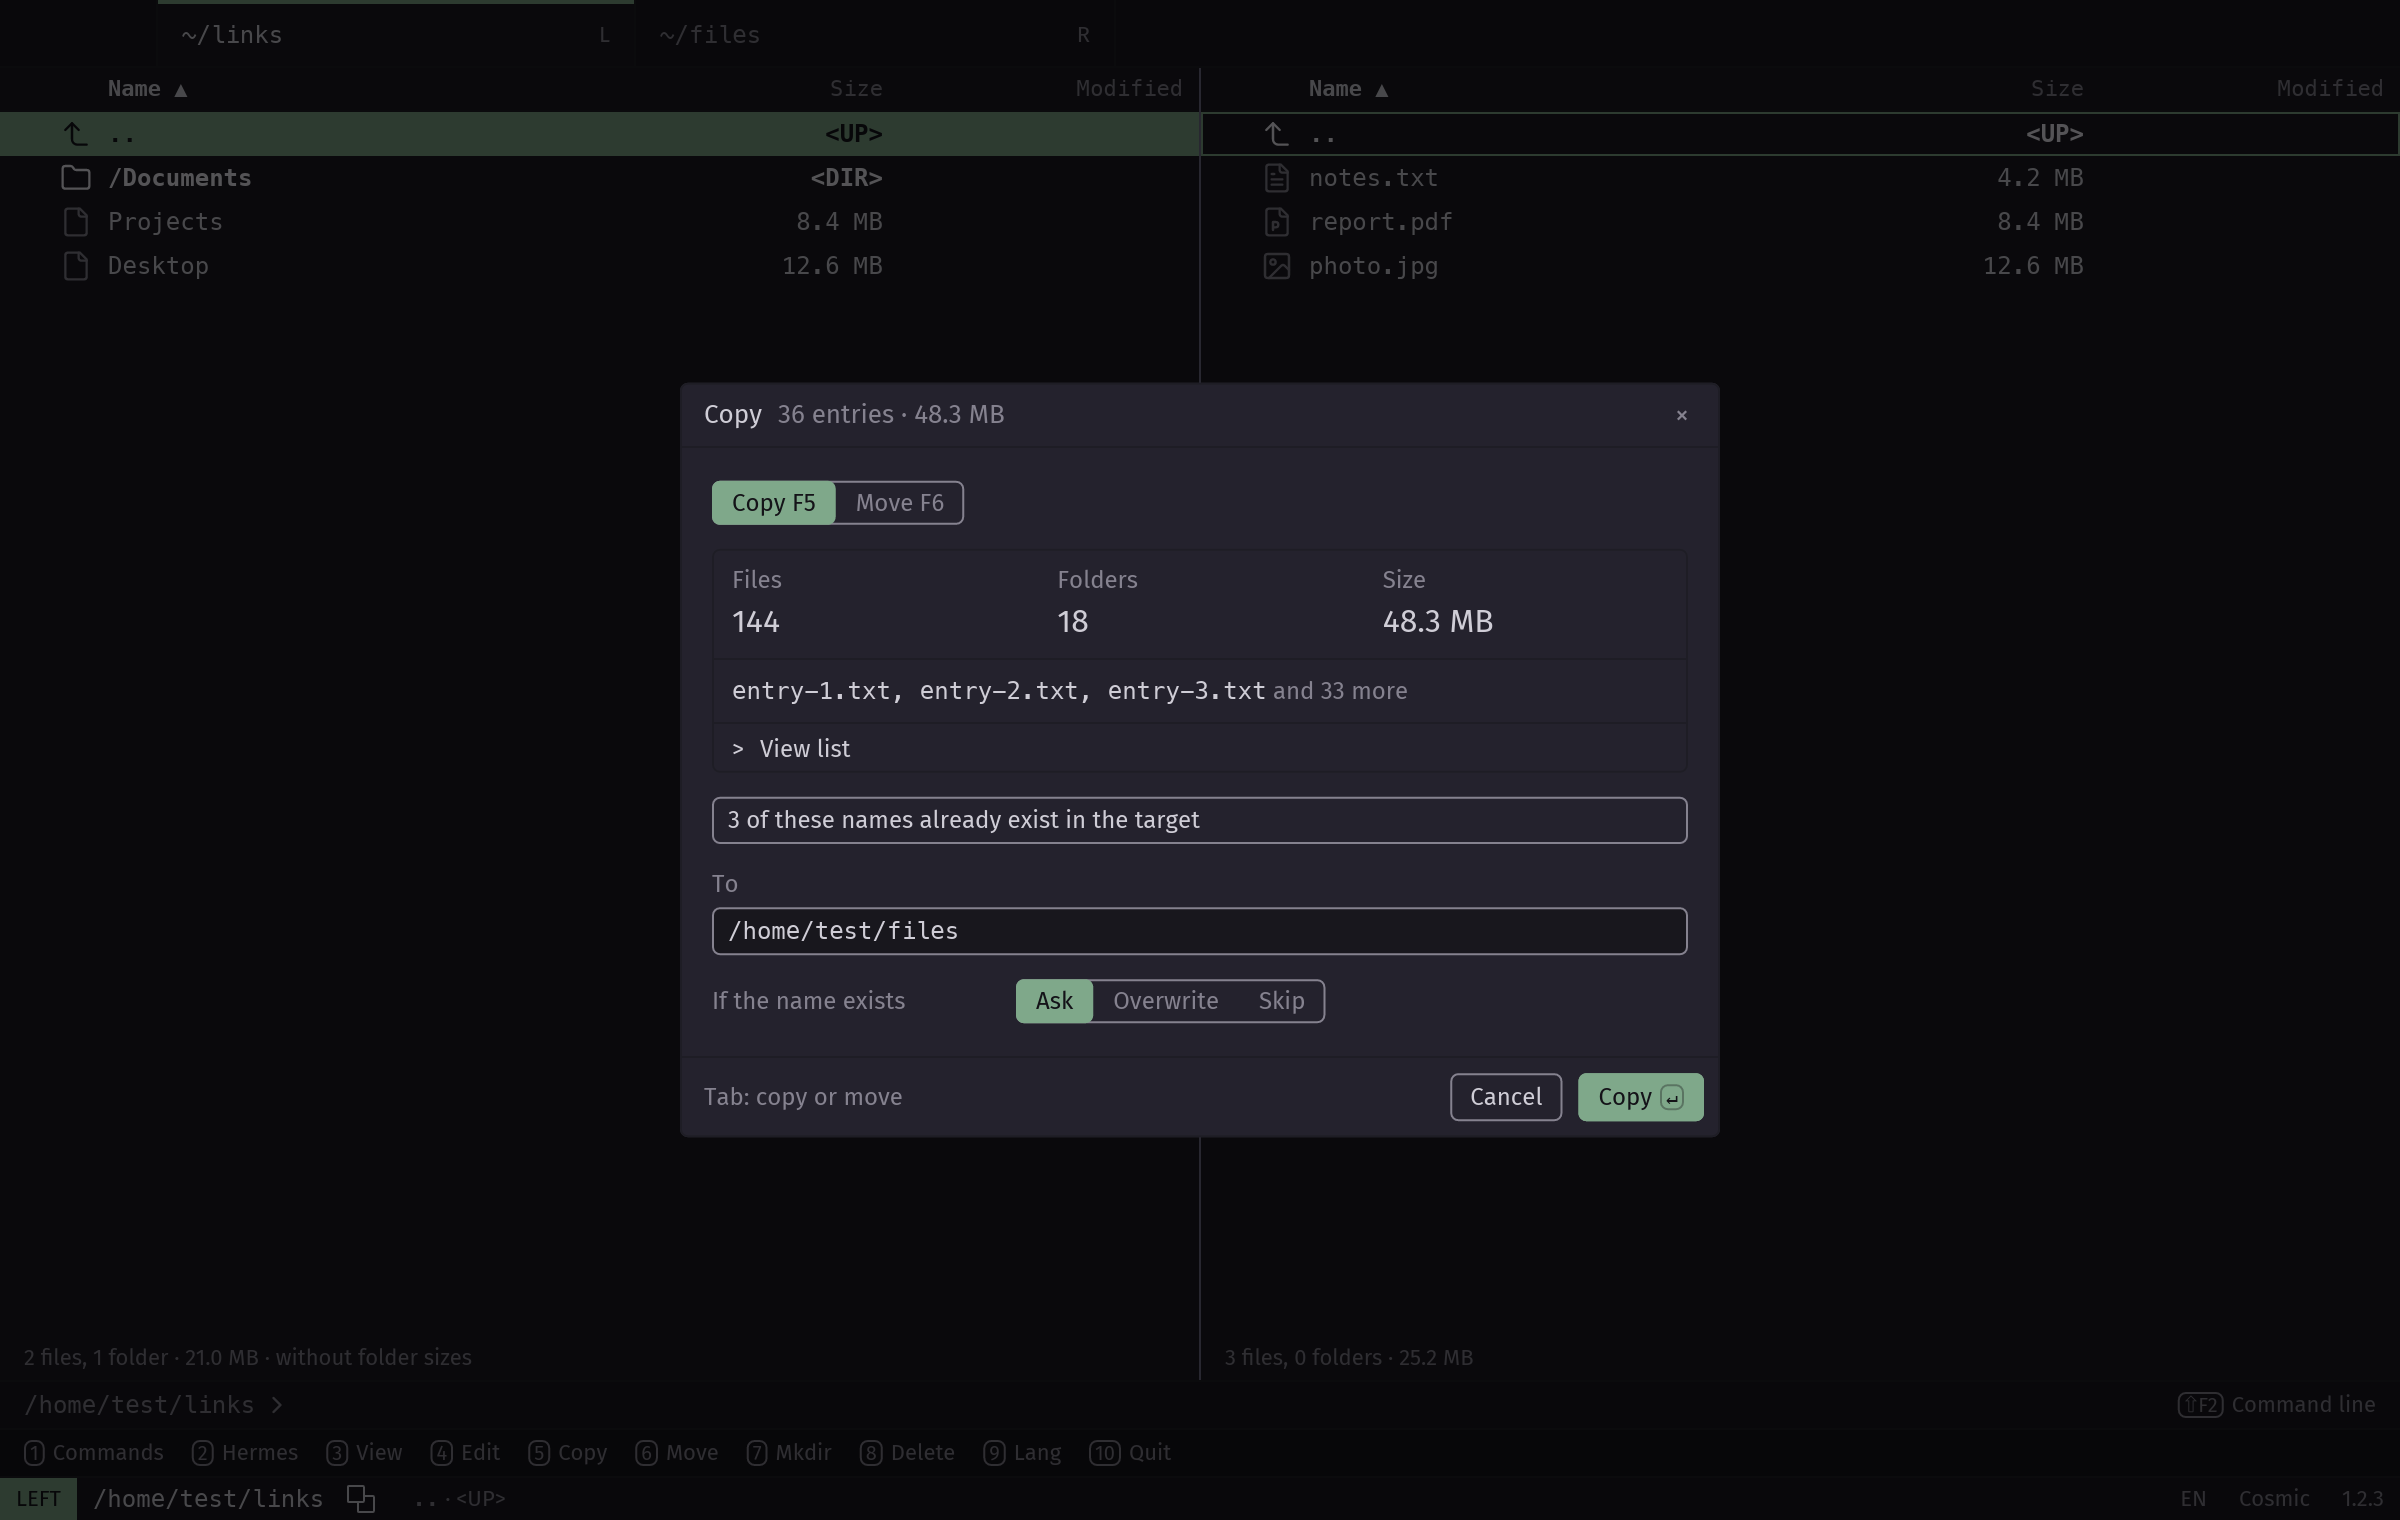 ~/links L ~/files R
Name ▲ Size Modified Name ▲ Size Modified
.. <UP> .. <UP>
/Documents <DIR> notes.txt 4.2 MB
Projects 8.4 MB report.pdf 8.4 MB
Desktop 12.6 MB photo.jpg 12.6 MB
Copy 36 entries · 48.3 MB ×
Copy F5 Move F6
Files Folders Size
144 18 48.3 MB
entry-1.txt, entry-2.txt, entry-3.txt and 33 more
> View list
3 of these names already exist in the target
To
/home/test/files
If the name exists Ask Overwrite Skip
Tab: copy or move Cancel Copy ↵
2 files, 1 folder · 21.0 MB · without folder sizes 3 files, 0 folders · 25.2 MB
/home/test/links > ⇧F2 Command line
1 Commands 2 Hermes 3 View 4 Edit 5 Copy 6 Move 7 Mkdir 8 Delete 9 Lang 10 Quit
LEFT /home/test/links .. · <UP> EN Cosmic 1.2.3